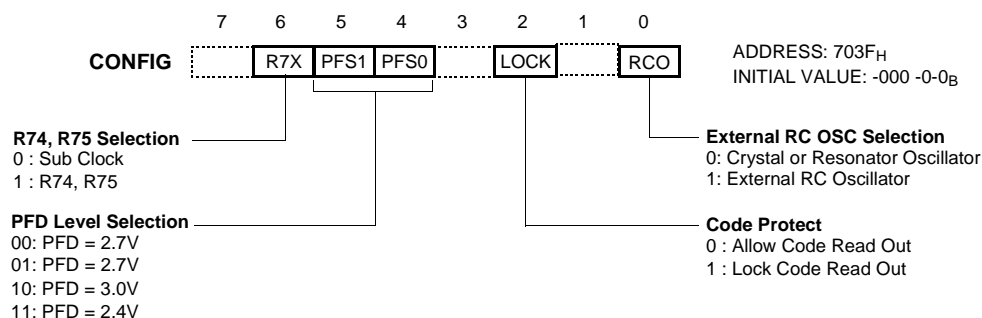 7 6 5 4 3 2 1 0
CONFIG R7X PFS1 PFS0 LOCK RCO
ADDRESS: 703FH
INITIAL VALUE: -000 -0-0B
R74, R75 Selection
0 : Sub Clock
1 : R74, R75
PFD Level Selection
00: PFD = 2.7V
01: PFD = 2.7V
10: PFD = 3.0V
11: PFD = 2.4V
External RC OSC Selection
0: Crystal or Resonator Oscillator
1: External RC Oscillator
Code Protect
0 : Allow Code Read Out
1 : Lock Code Read Out